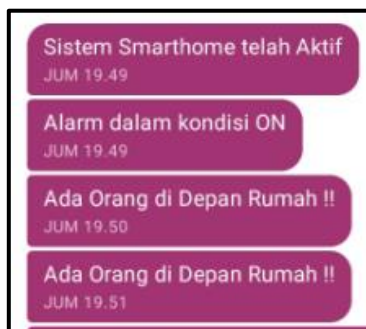 Sistem Smarthome telah Aktif
JUM 19.49
Alarm dalam kondisi ON
JUM 19.49
Ada Orang di Depan Rumah !!
JUM 19.50
Ada Orang di Depan Rumah !!
JUM 19.51